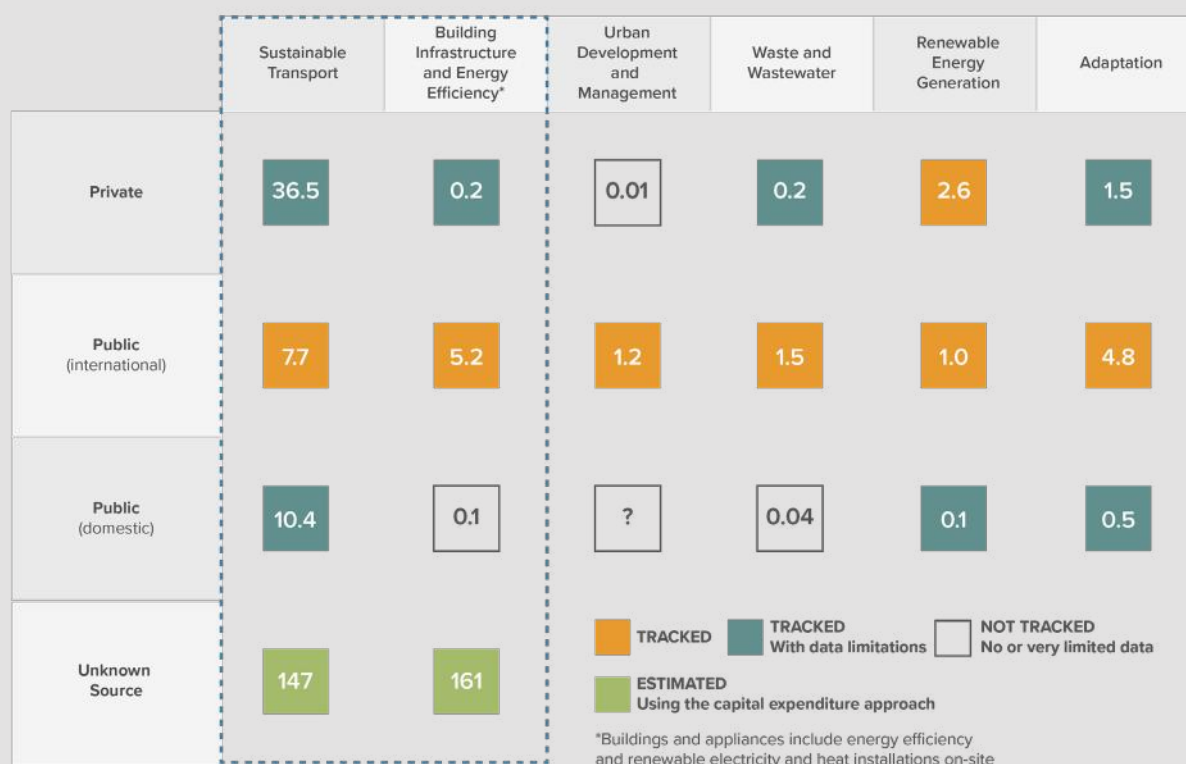 Sustainable
Transport
Building
Infrastructure
and Energy
Efficiency*
Urban
Development
and
Management
Waste and
Wastewater
Renewable
Energy
Generation
Adaptation
Private
36.5
0.2
0.01
0.2
2.6
1.5
Public
(international)
7.7
5.2
1.2
1.5
1.0
4.8
Public
(domestic)
10.4
0.1
?
0.04
0.1
0.5
Unknown
Source
147
161
TRACKED
TRACKED
With data limitations
NOT TRACKED
No or very limited data
ESTIMATED
Using the capital expenditure approach
*Buildings and appliances include energy efficiency
and renewable electricity and heat installations on-site